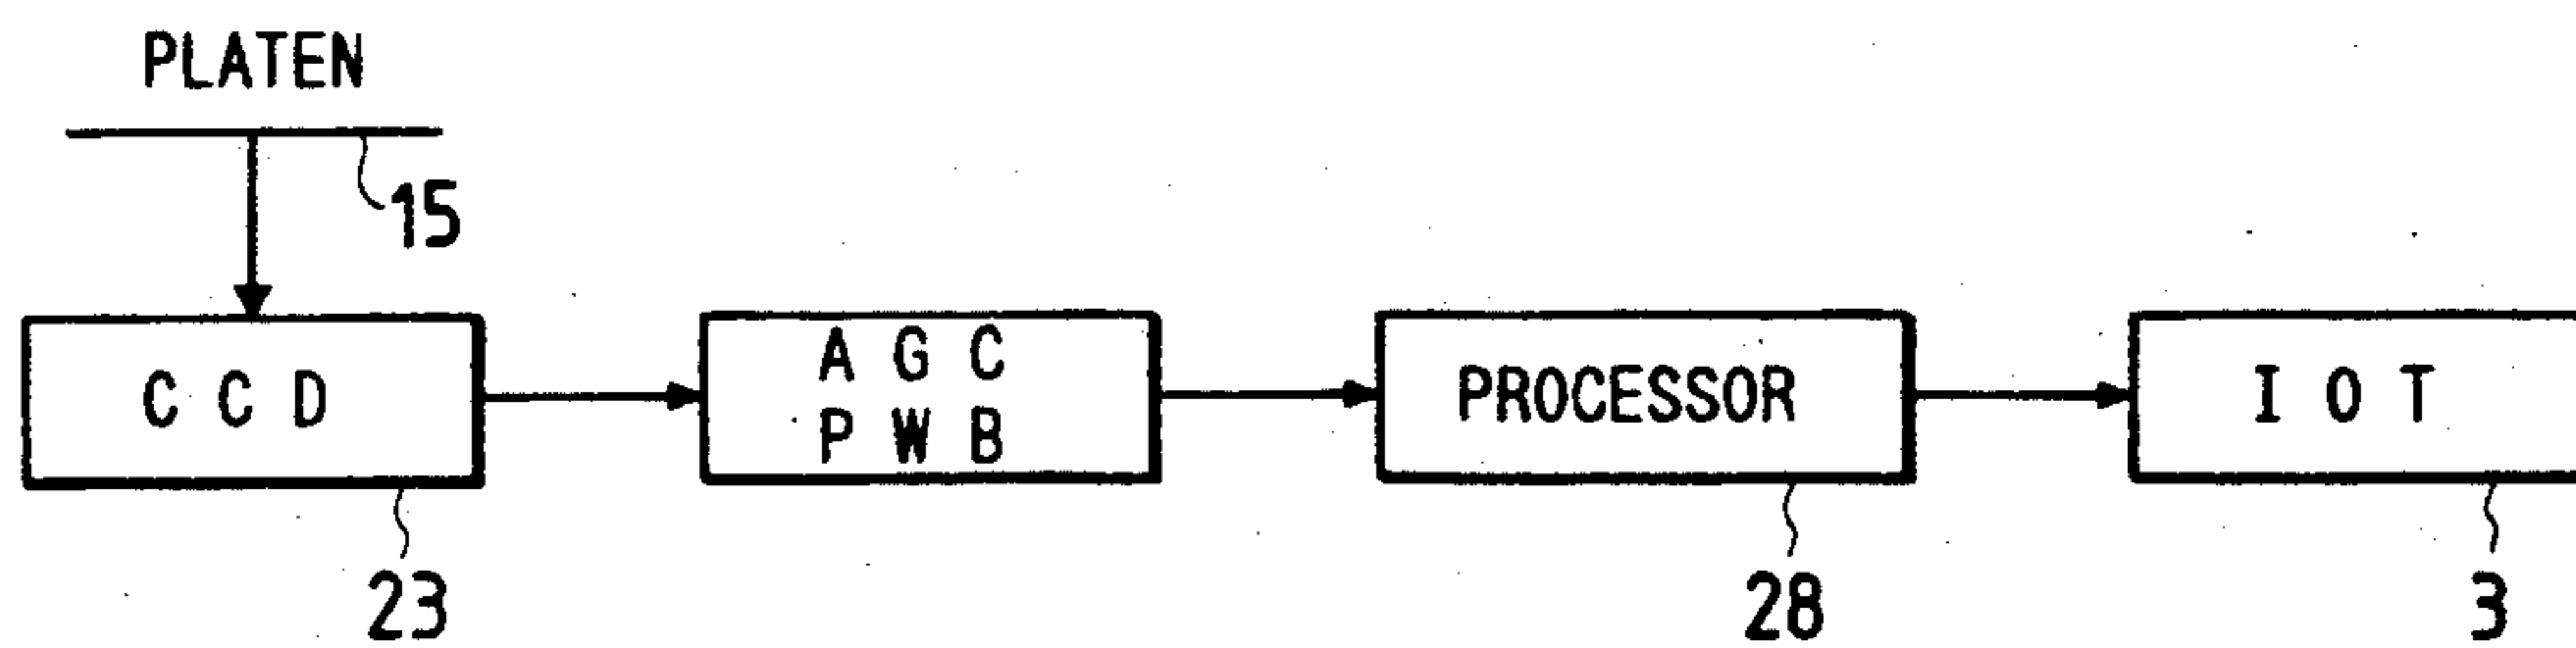 PLATEN
15
C C D
A G C
P W B
PROCESSOR
I O T
23
28
3